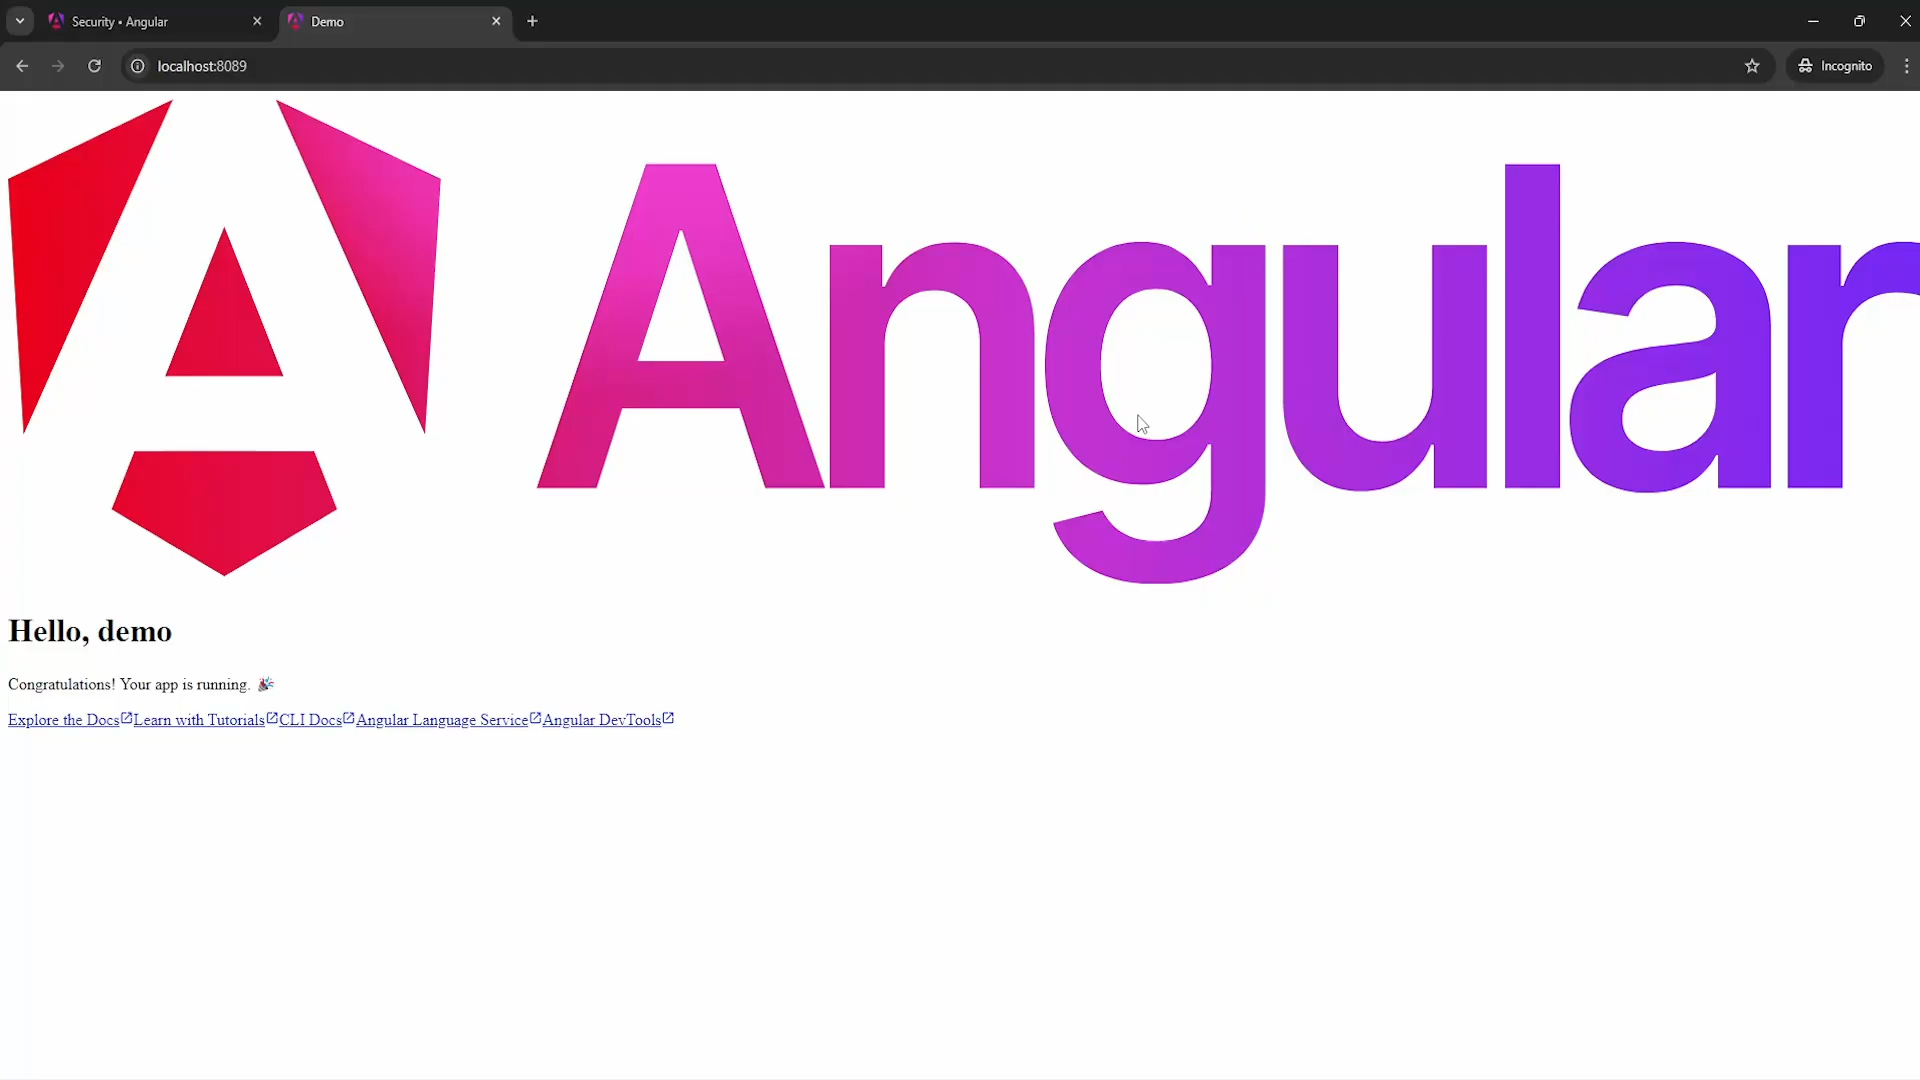 Security • Angular
Demo
localhost:8089
Incognito
Angular
Hello, demo
Congratulations! Your app is running. 🎉
Explore the Docs Learn with Tutorials CLI Docs Angular Language Service Angular DevTools